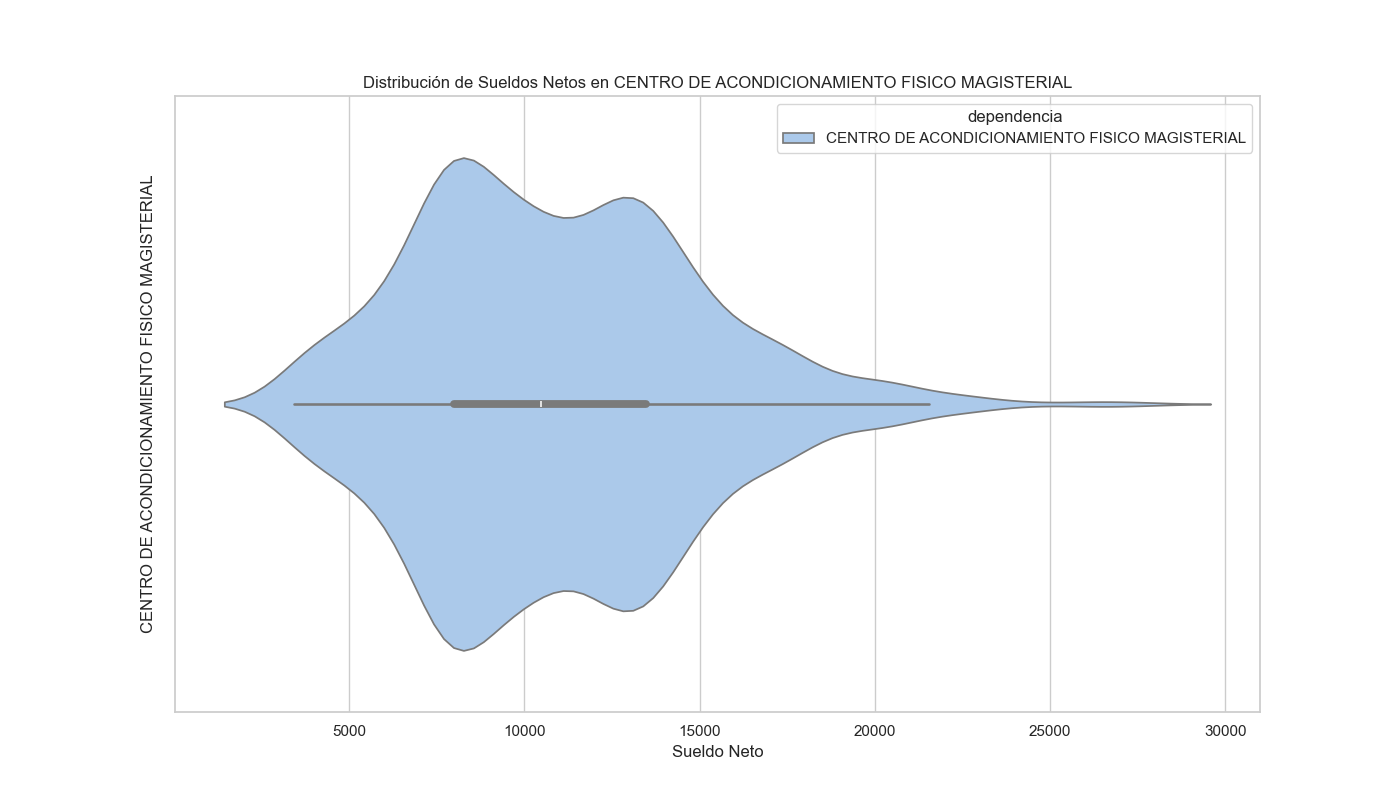 Distribución de Sueldos Netos en CENTRO DE ACONDICIONAMIENTO FISICO MAGISTERIAL
dependencia
CENTRO DE ACONDICIONAMIENTO FISICO MAGISTERIAL
CENTRO DE ACONDICIONAMIENTO FISICO MAGISTERIAL
5000 10000 15000 20000 25000 30000
Sueldo Neto